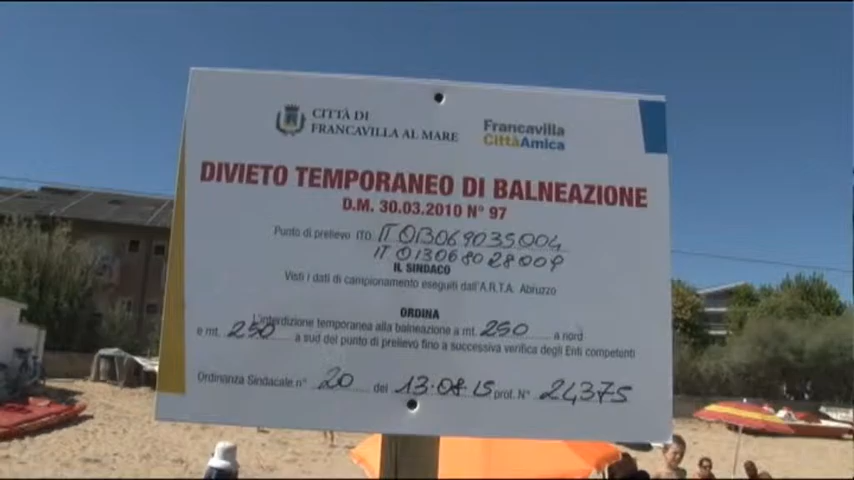 CITTÀ DI
FRANCAVILLA AL MARE
Francavilla
CittàAmica
DIVIETO TEMPORANEO DI BALNEAZIONE
D.M. 30.03.2010 N° 97
Punto di prelievo ITO IT013069035004
IT013068028009
IL SINDACO
Visti i dati di campionamento eseguiti dall'A.R.T.A. Abruzzo
ORDINA
L'interdizione temporanea alla balneazione a mt. 250 a nord
e mt. 250 a sud del punto di prelievo fino a successiva verifica degli Enti competenti
Ordinanza Sindacale n° 20 del 13.08.15 prot. N° 24375